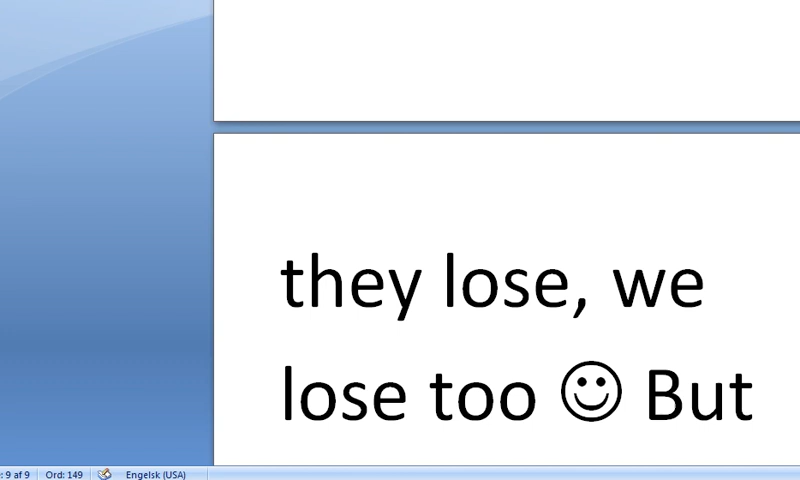 they lose, we
lose too ☺ But
: 9 af 9 Ord: 149 Engelsk (USA)